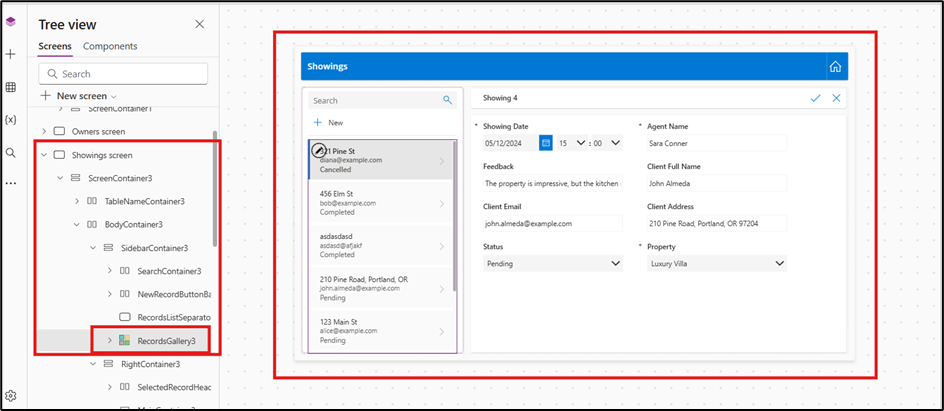 Tree view
Screens Components
Search
New screen
ScreenContainer1
Owners screen
Showings screen
ScreenContainer3
TableNameContainer3
BodyContainer3
SidebarContainer3
SearchContainer3
NewRecordButtonBa
RecordsListSeparato
RecordsGallery3
RightContainer3
SelectedRecordHeac
Showings
Search
New
321 Pine St
diana@example.com
Cancelled
456 Elm St
bob@example.com
Completed
asdasdasd
asdasd@afjakf
Completed
210 Pine Road, Portland, OR
john.almeda@example.com
Pending
123 Main St
alice@example.com
Pending
Showing 4
* Showing Date
05/12/2024 15 : 00
* Agent Name
Sara Conner
Feedback
The property is impressive, but the kitchen
Client Full Name
John Almeda
Client Email
john.almeda@example.com
Client Address
210 Pine Road, Portland, OR 97204
Status
Pending
* Property
Luxury Villa